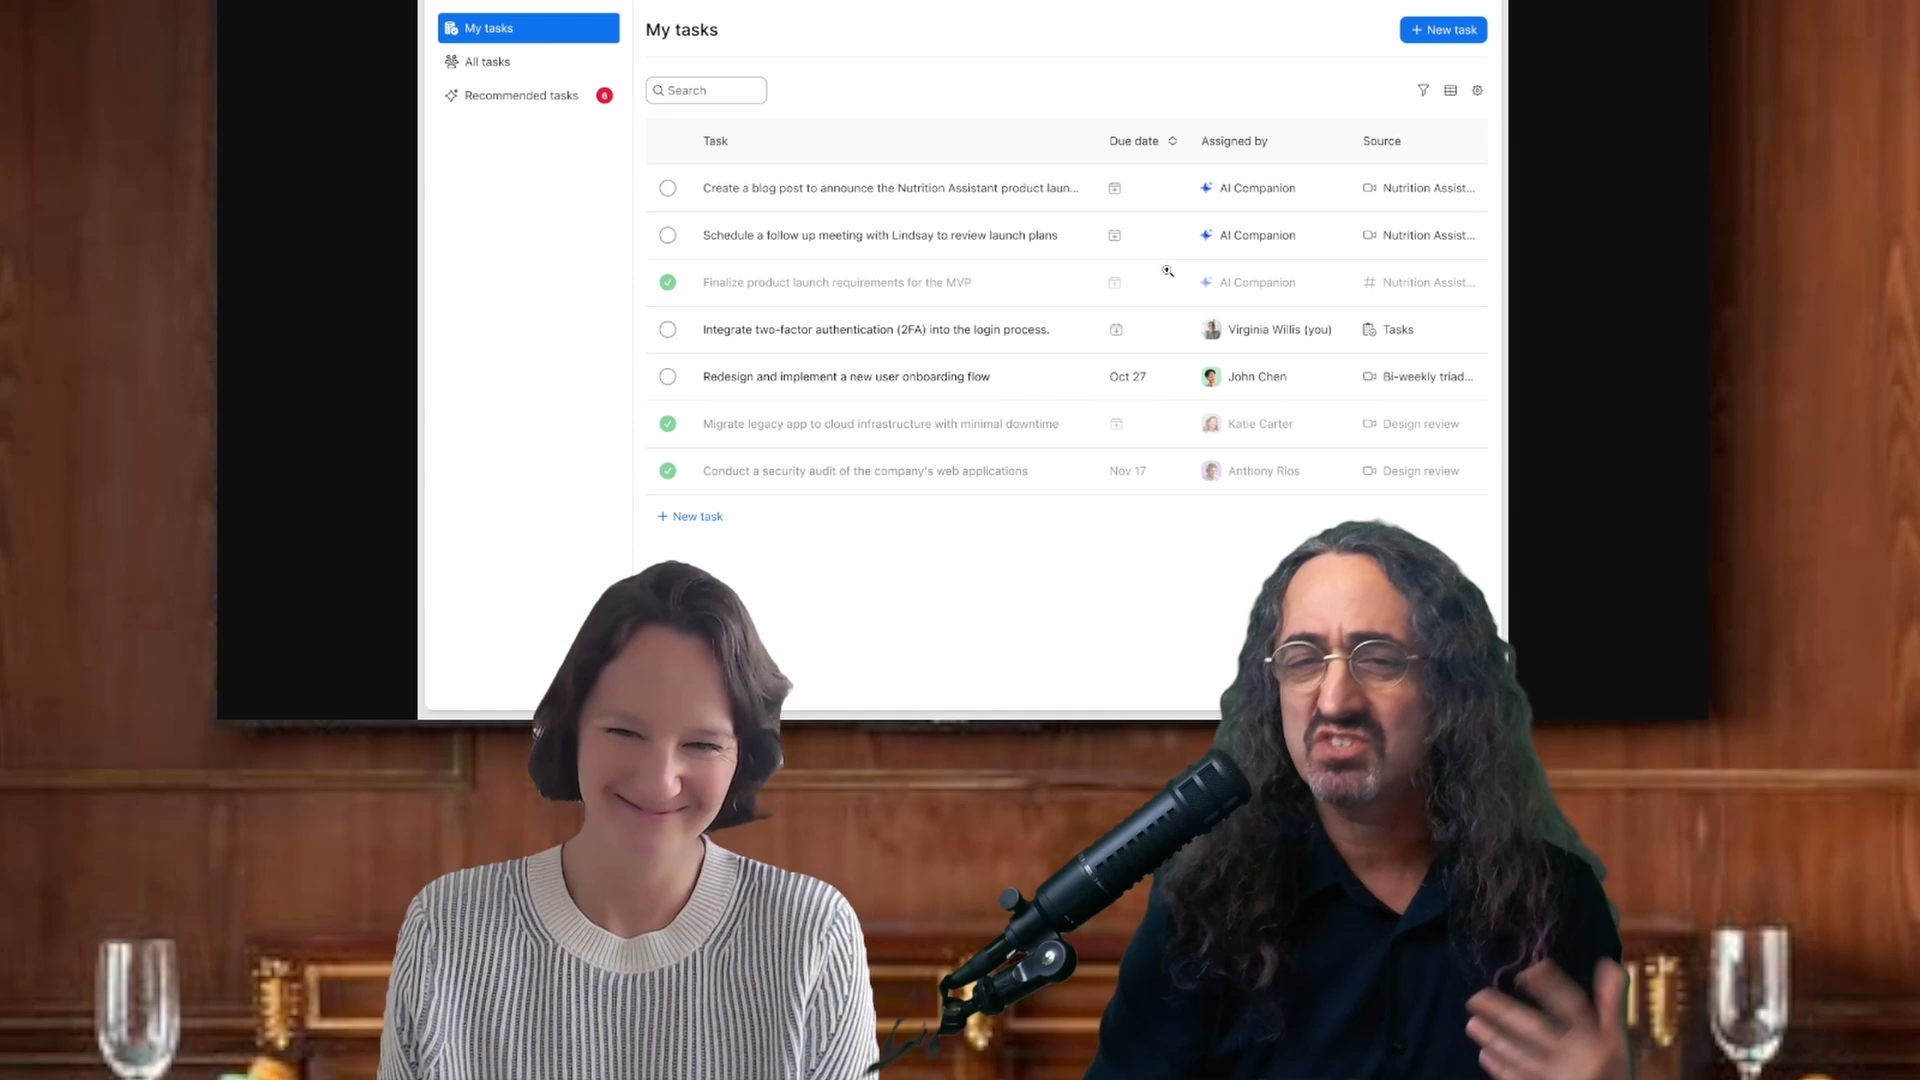 My tasks
My tasks
+ New task
All tasks
Recommended tasks 6
Search
Task Due date Assigned by Source
Create a blog post to announce the Nutrition Assistant product laun... AI Companion Nutrition Assist...
Schedule a follow up meeting with Lindsay to review launch plans AI Companion Nutrition Assist...
Finalize product launch requirements for the MVP AI Companion # Nutrition Assist...
Integrate two-factor authentication (2FA) into the login process. Virginia Willis (you) Tasks
Redesign and implement a new user onboarding flow Oct 27 John Chen Bi-weekly triad...
Migrate legacy app to cloud infrastructure with minimal downtime Katie Carter Design review
Conduct a security audit of the company's web applications Nov 17 Anthony Rios Design review
+ New task